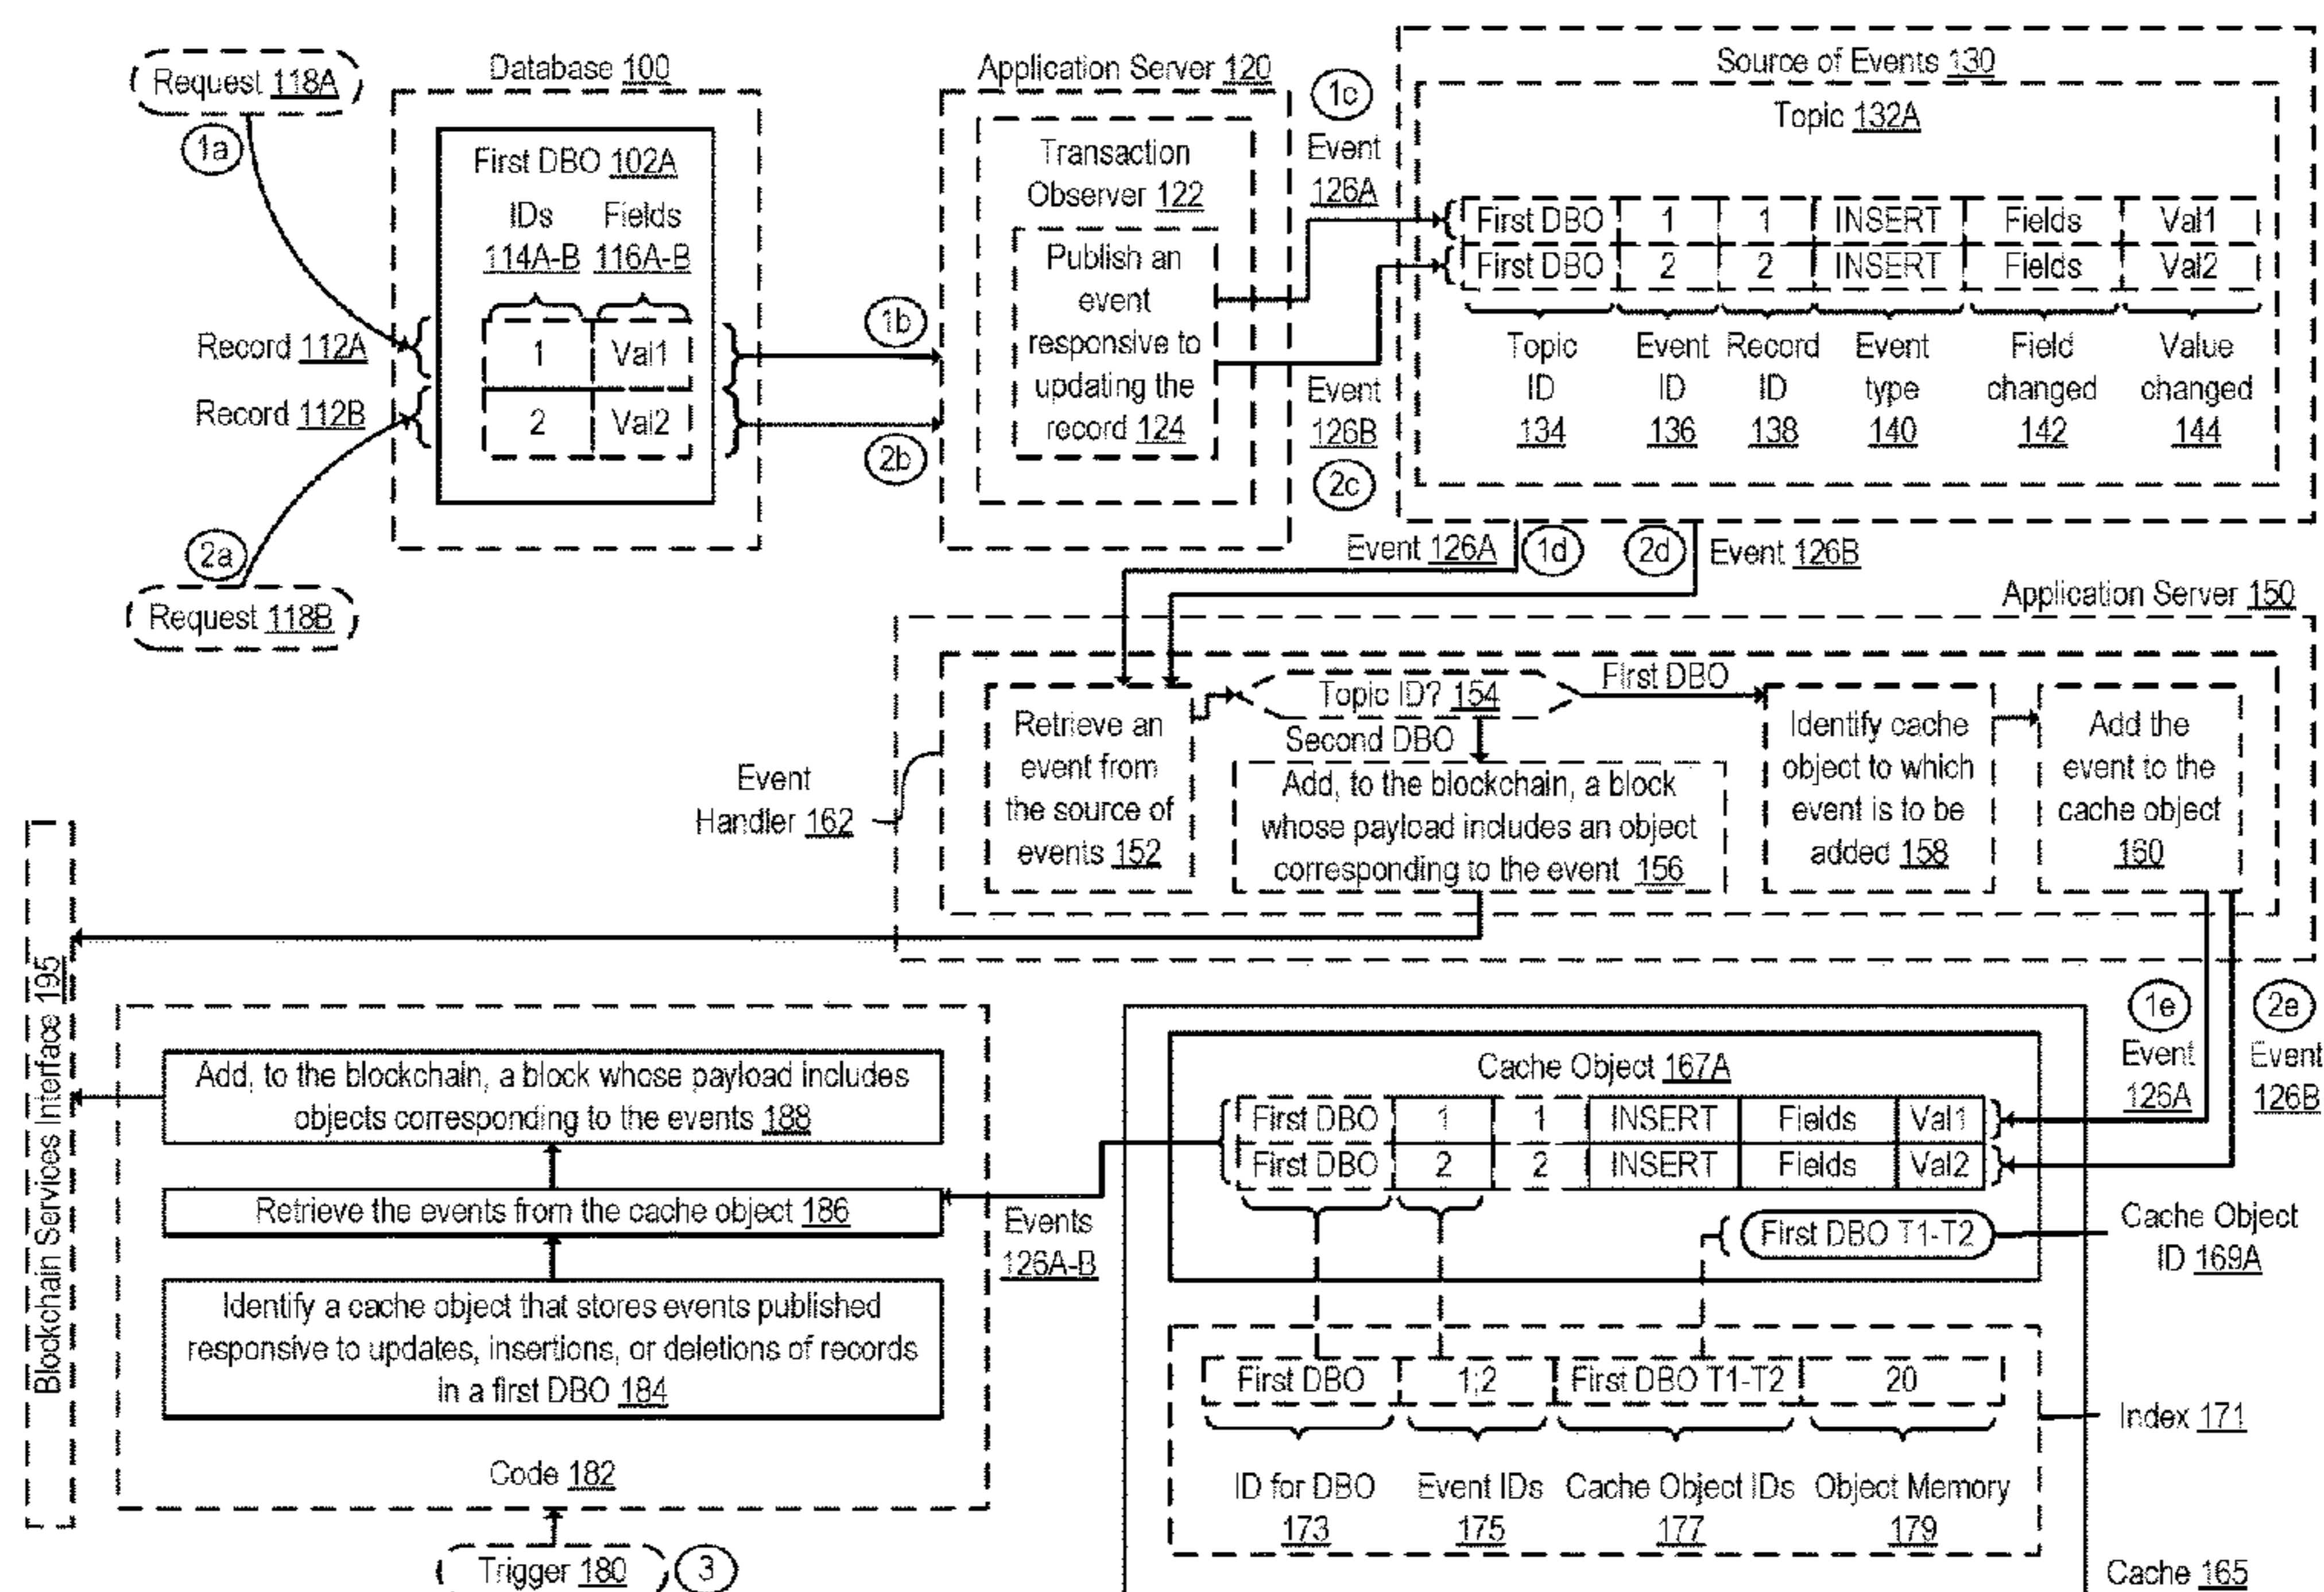 Request 118A
1a
Database 100
First DBO 102A
IDs Fields
114A-B 116A-B
1 Val1
2 Val2
Record 112A
Record 112B
2a
Request 118B
1b
2b
Application Server 120
Transaction
Observer 122
Publish an
event
responsive to
updating the
record 124
1c
Event
126A
Event
126B
2c
Source of Events 130
Topic 132A
First DBO 1 1 INSERT Fields Val1
First DBO 2 2 INSERT Fields Val2
Topic Event Record Event Field Value
ID ID ID type changed changed
134 136 138 140 142 144
Event 126A 1d 2d Event 126B
Application Server 150
Event
Handler 162
Retrieve an
event from
the source of
events 152
Topic ID? 154
First DBO
Second DBO
Add, to the blockchain, a block
whose payload includes an object
corresponding to the event 156
Identify cache
object to which
event is to be
added 158
Add the
event to the
cache object
160
1e
Event
126A
2e
Event
126B
Blockchain Services Interface 195
Add, to the blockchain, a block whose payload includes
objects corresponding to the events 188
Retrieve the events from the cache object 186
Identify a cache object that stores events published
responsive to updates, insertions, or deletions of records
in a first DBO 184
Code 182
Trigger 180 3
Events
126A-B
Cache Object 167A
First DBO 1 1 INSERT Fields Val1
First DBO 2 2 INSERT Fields Val2
First DBO T1-T2
Cache Object
ID 169A
First DBO 1;2 First DBO T1-T2 20
Index 171
ID for DBO Event IDs Cache Object IDs Object Memory
173 175 177 179
Cache 165